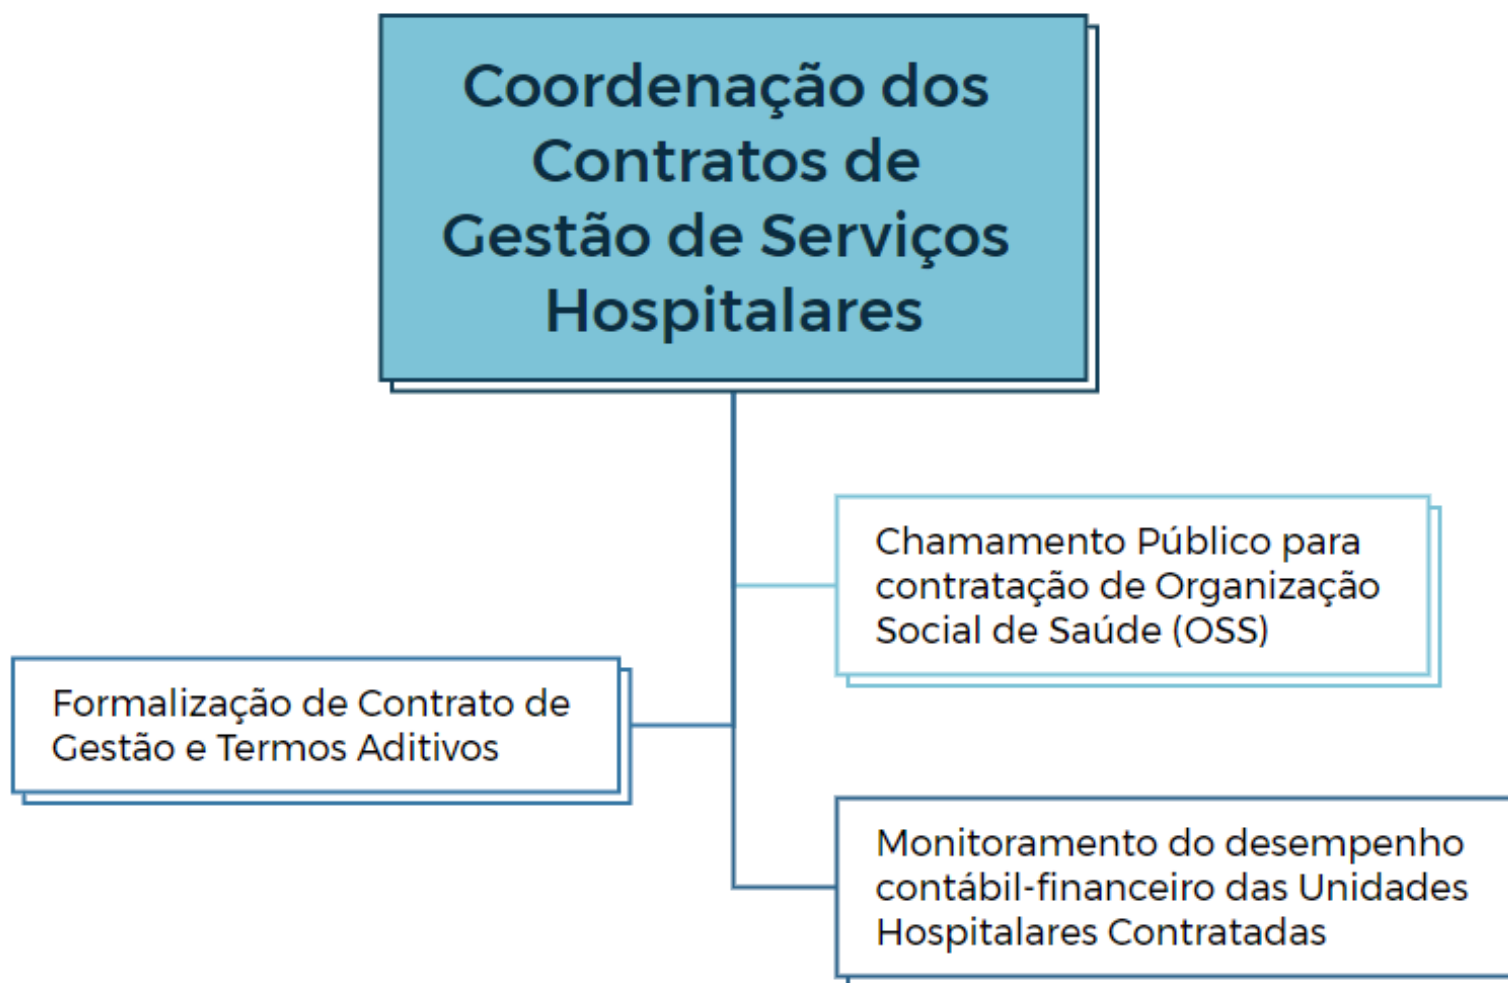 Coordenação dos
Contratos de
Gestão de Serviços
Hospitalares
Chamamento Público para
contratação de Organização
Social de Saúde (OSS)
Formalização de Contrato de
Gestão e Termos Aditivos
Monitoramento do desempenho
contábil-financeiro das Unidades
Hospitalares Contratadas